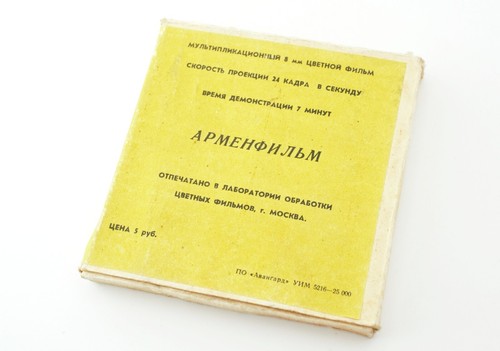 МУЛЬТИПЛИКАЦИОННЫЙ 8 мм ЦВЕТНОЙ ФИЛЬМ
СКОРОСТЬ ПРОЕКЦИИ 24 КАДРА В СЕКУНДУ
ВРЕМЯ ДЕМОНСТРАЦИИ 7 МИНУТ
АРМЕНФИЛЬМ
ОТПЕЧАТАНО В ЛАБОРАТОРИИ ОБРАБОТКИ
ЦВЕТНЫХ ФИЛЬМОВ, г. МОСКВА.
ЦЕНА 5 руб.
ПО «Авангард» УИМ 5216—25 000